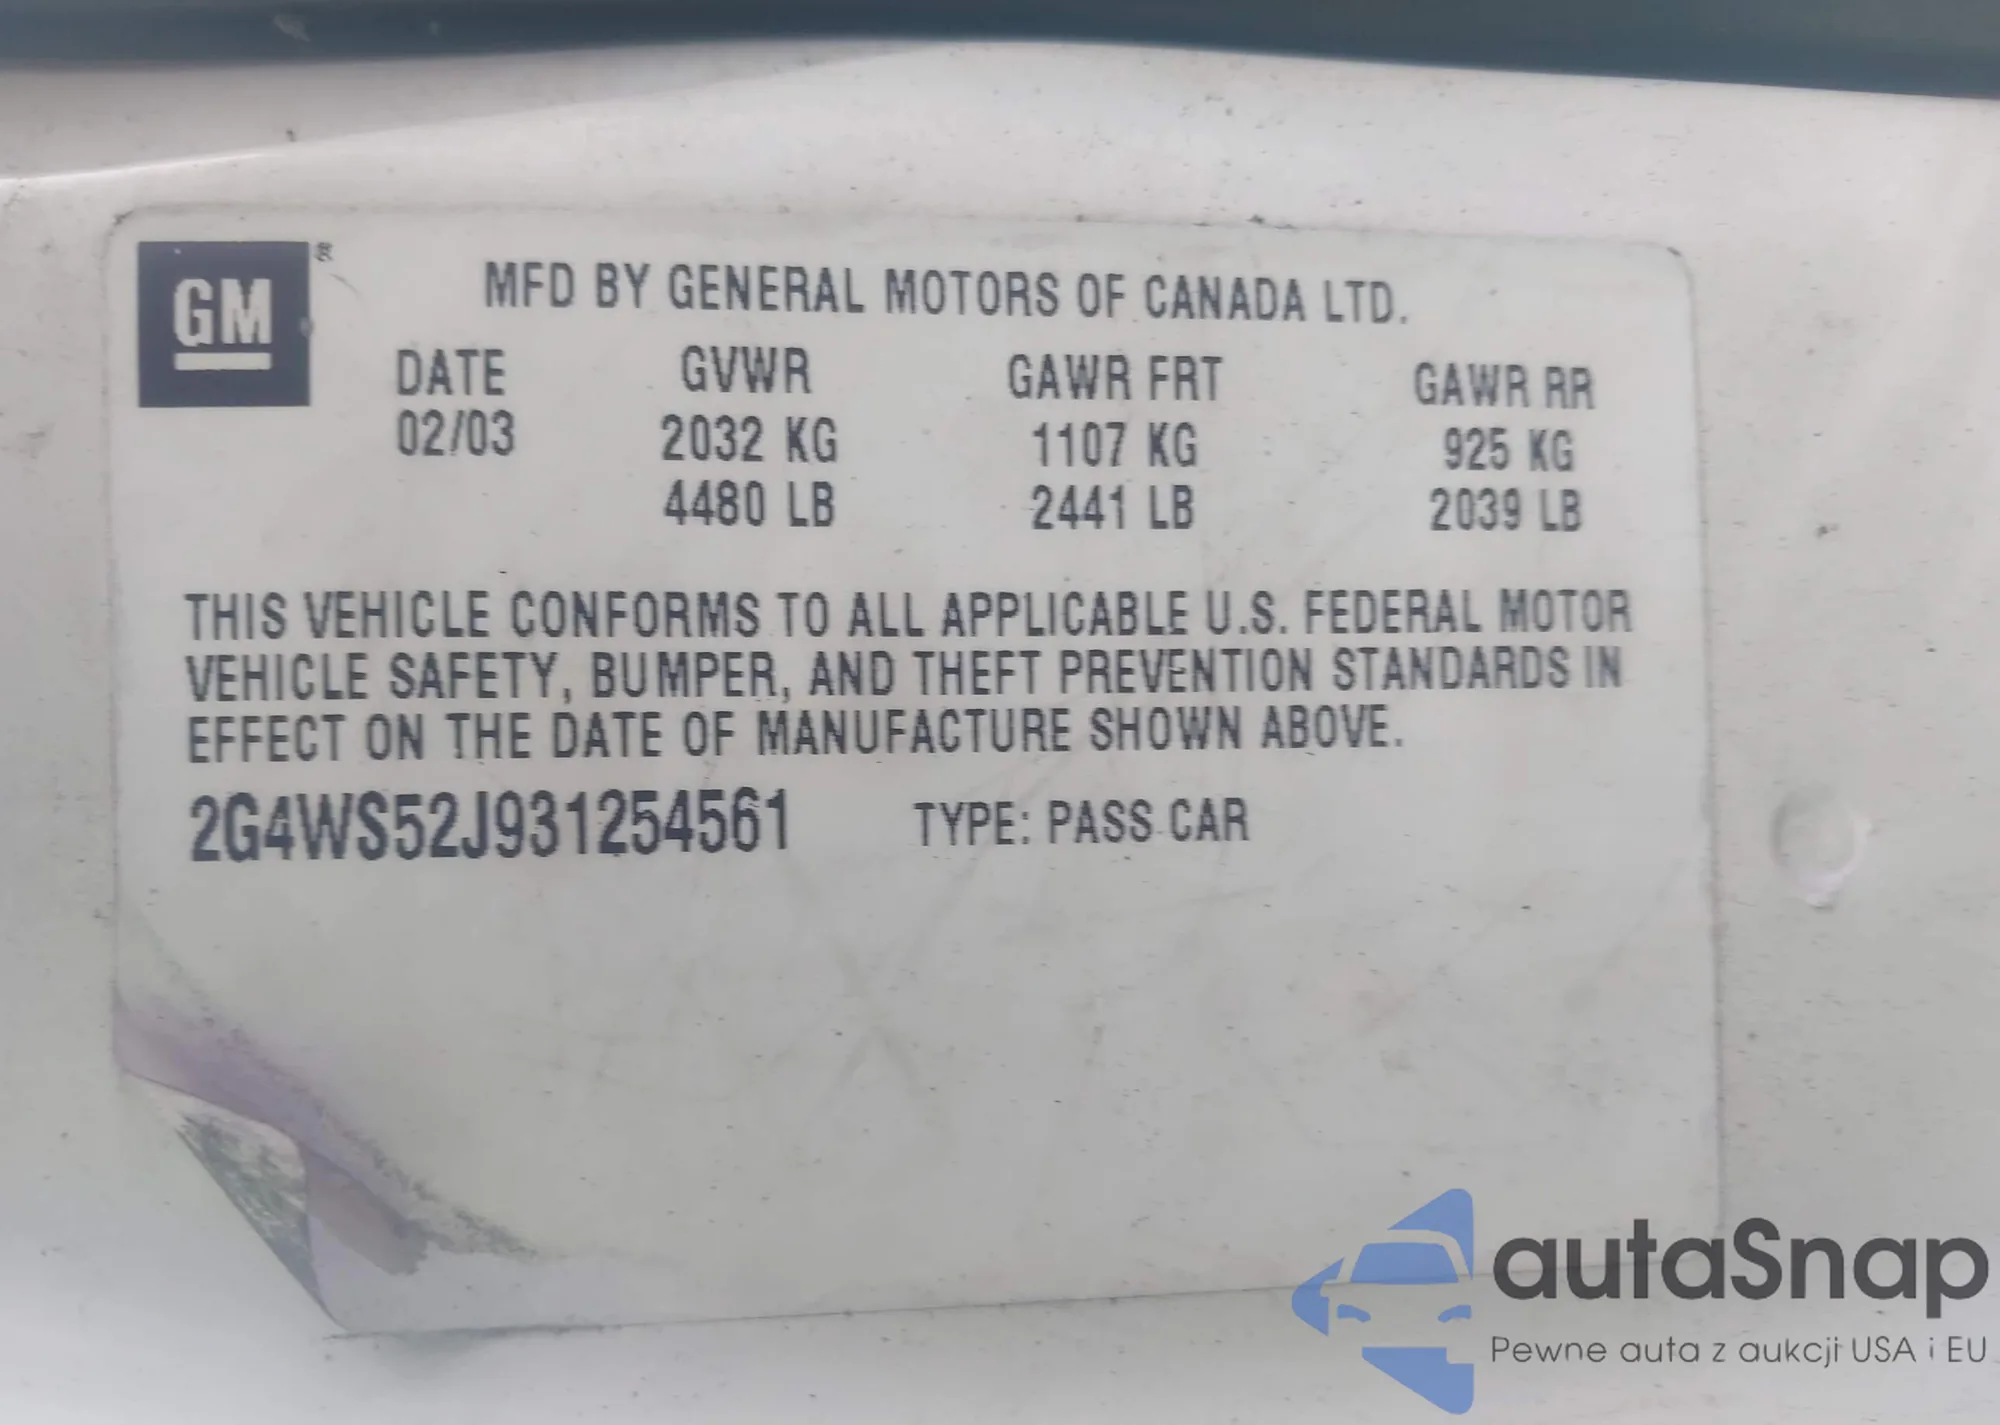 GM®
MFD BY GENERAL MOTORS OF CANADA LTD.
DATE GVWR GAWR FRT GAWR RR
02/03 2032 KG 1107 KG 925 KG
4480 LB 2441 LB 2039 LB
THIS VEHICLE CONFORMS TO ALL APPLICABLE U.S. FEDERAL MOTOR
VEHICLE SAFETY, BUMPER, AND THEFT PREVENTION STANDARDS IN
EFFECT ON THE DATE OF MANUFACTURE SHOWN ABOVE.
2G4WS52J931254561 TYPE: PASS CAR
autaSnap
Pewne auta z aukcji USA i EU